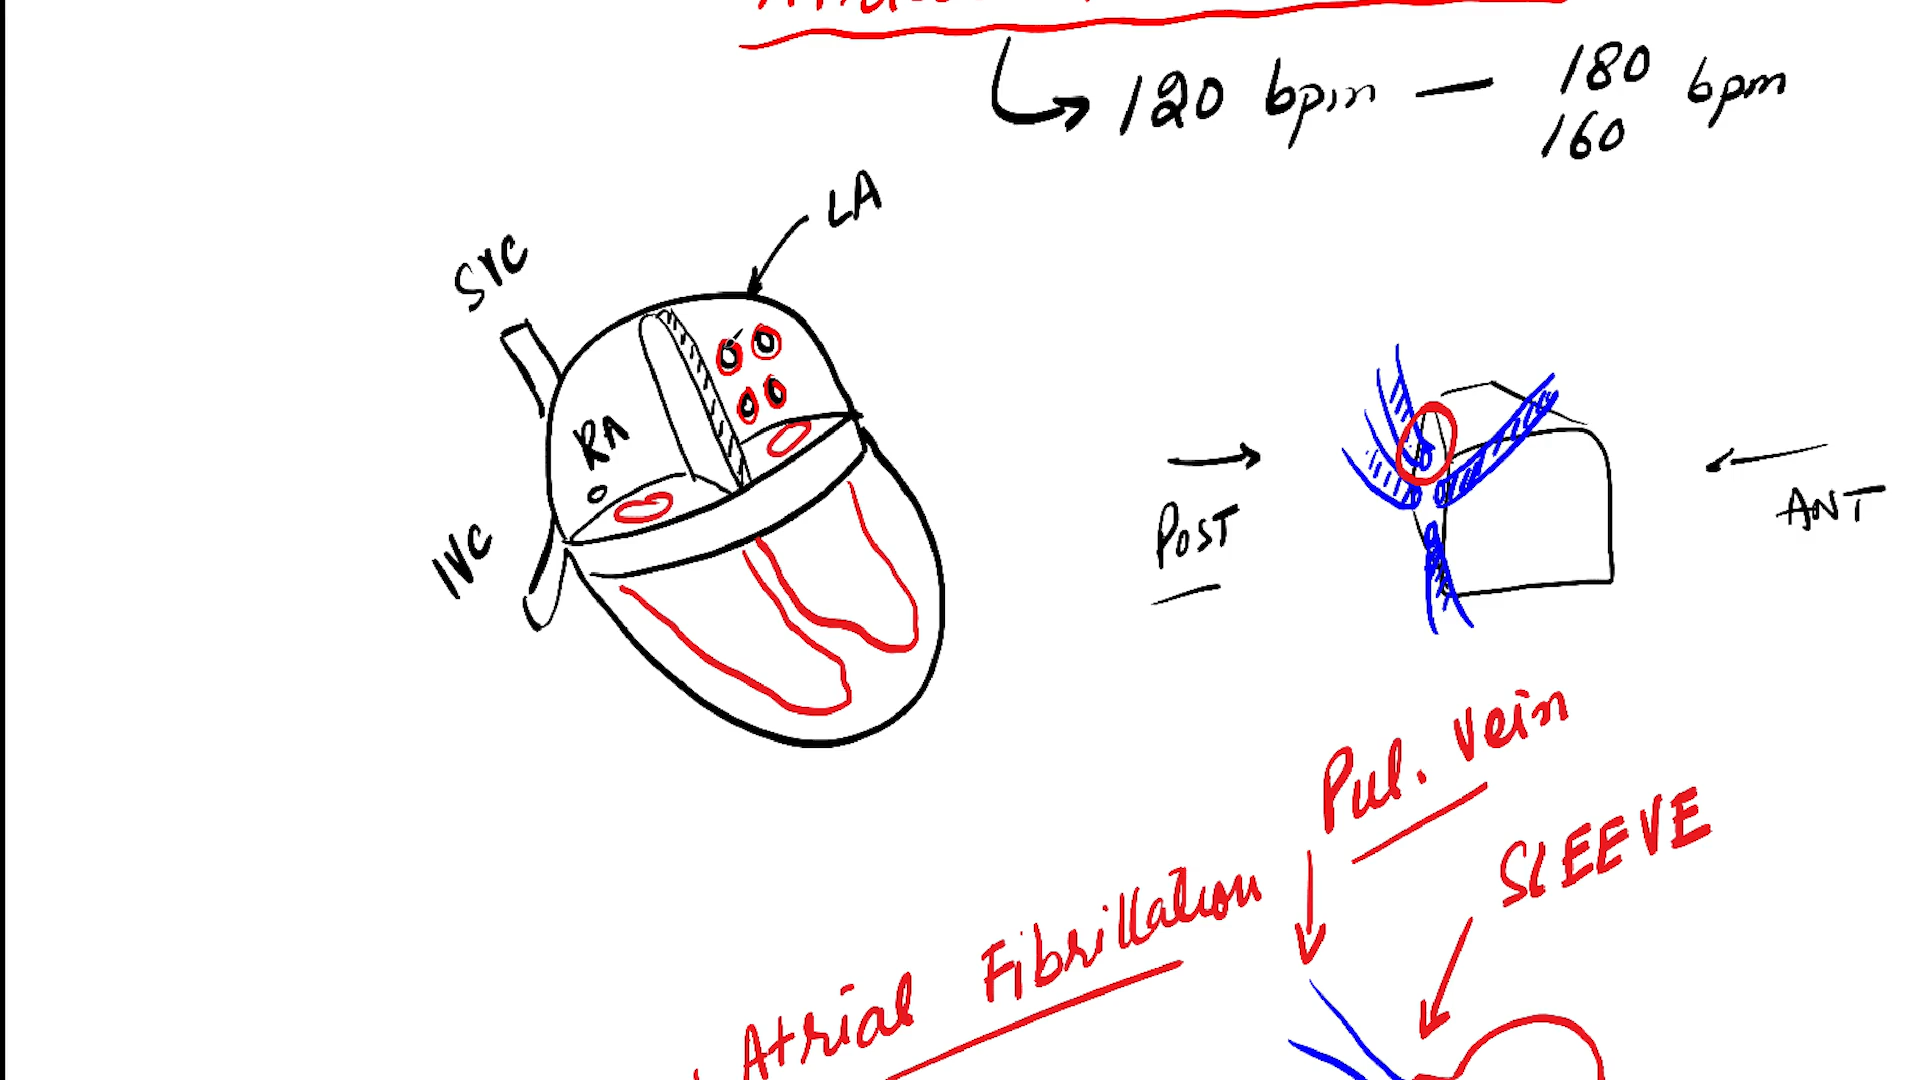 120 bpm — 180 bpm
160
LA
SVC
RA
IVC
POST
ANT
Pul. Vein
SLEEVE
Atrial Fibrillation